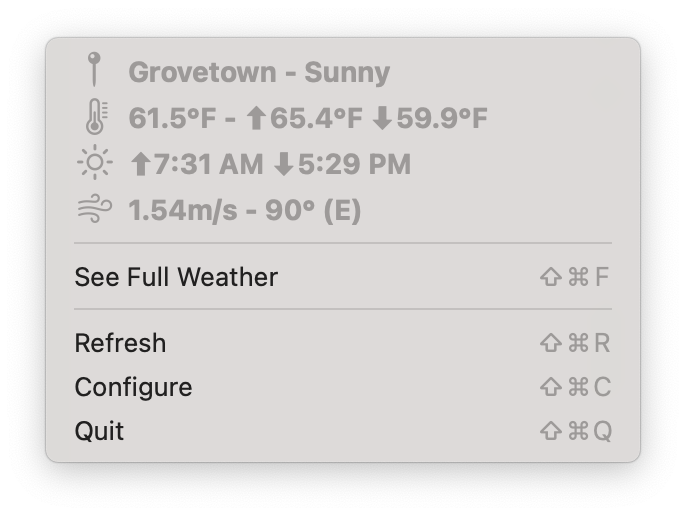 Grovetown - Sunny
61.5°F - ⬆65.4°F ⬇59.9°F
⬆7:31 AM ⬇5:29 PM
1.54m/s - 90° (E)
See Full Weather ⇧⌘F
Refresh ⇧⌘R
Configure ⇧⌘C
Quit ⇧⌘Q